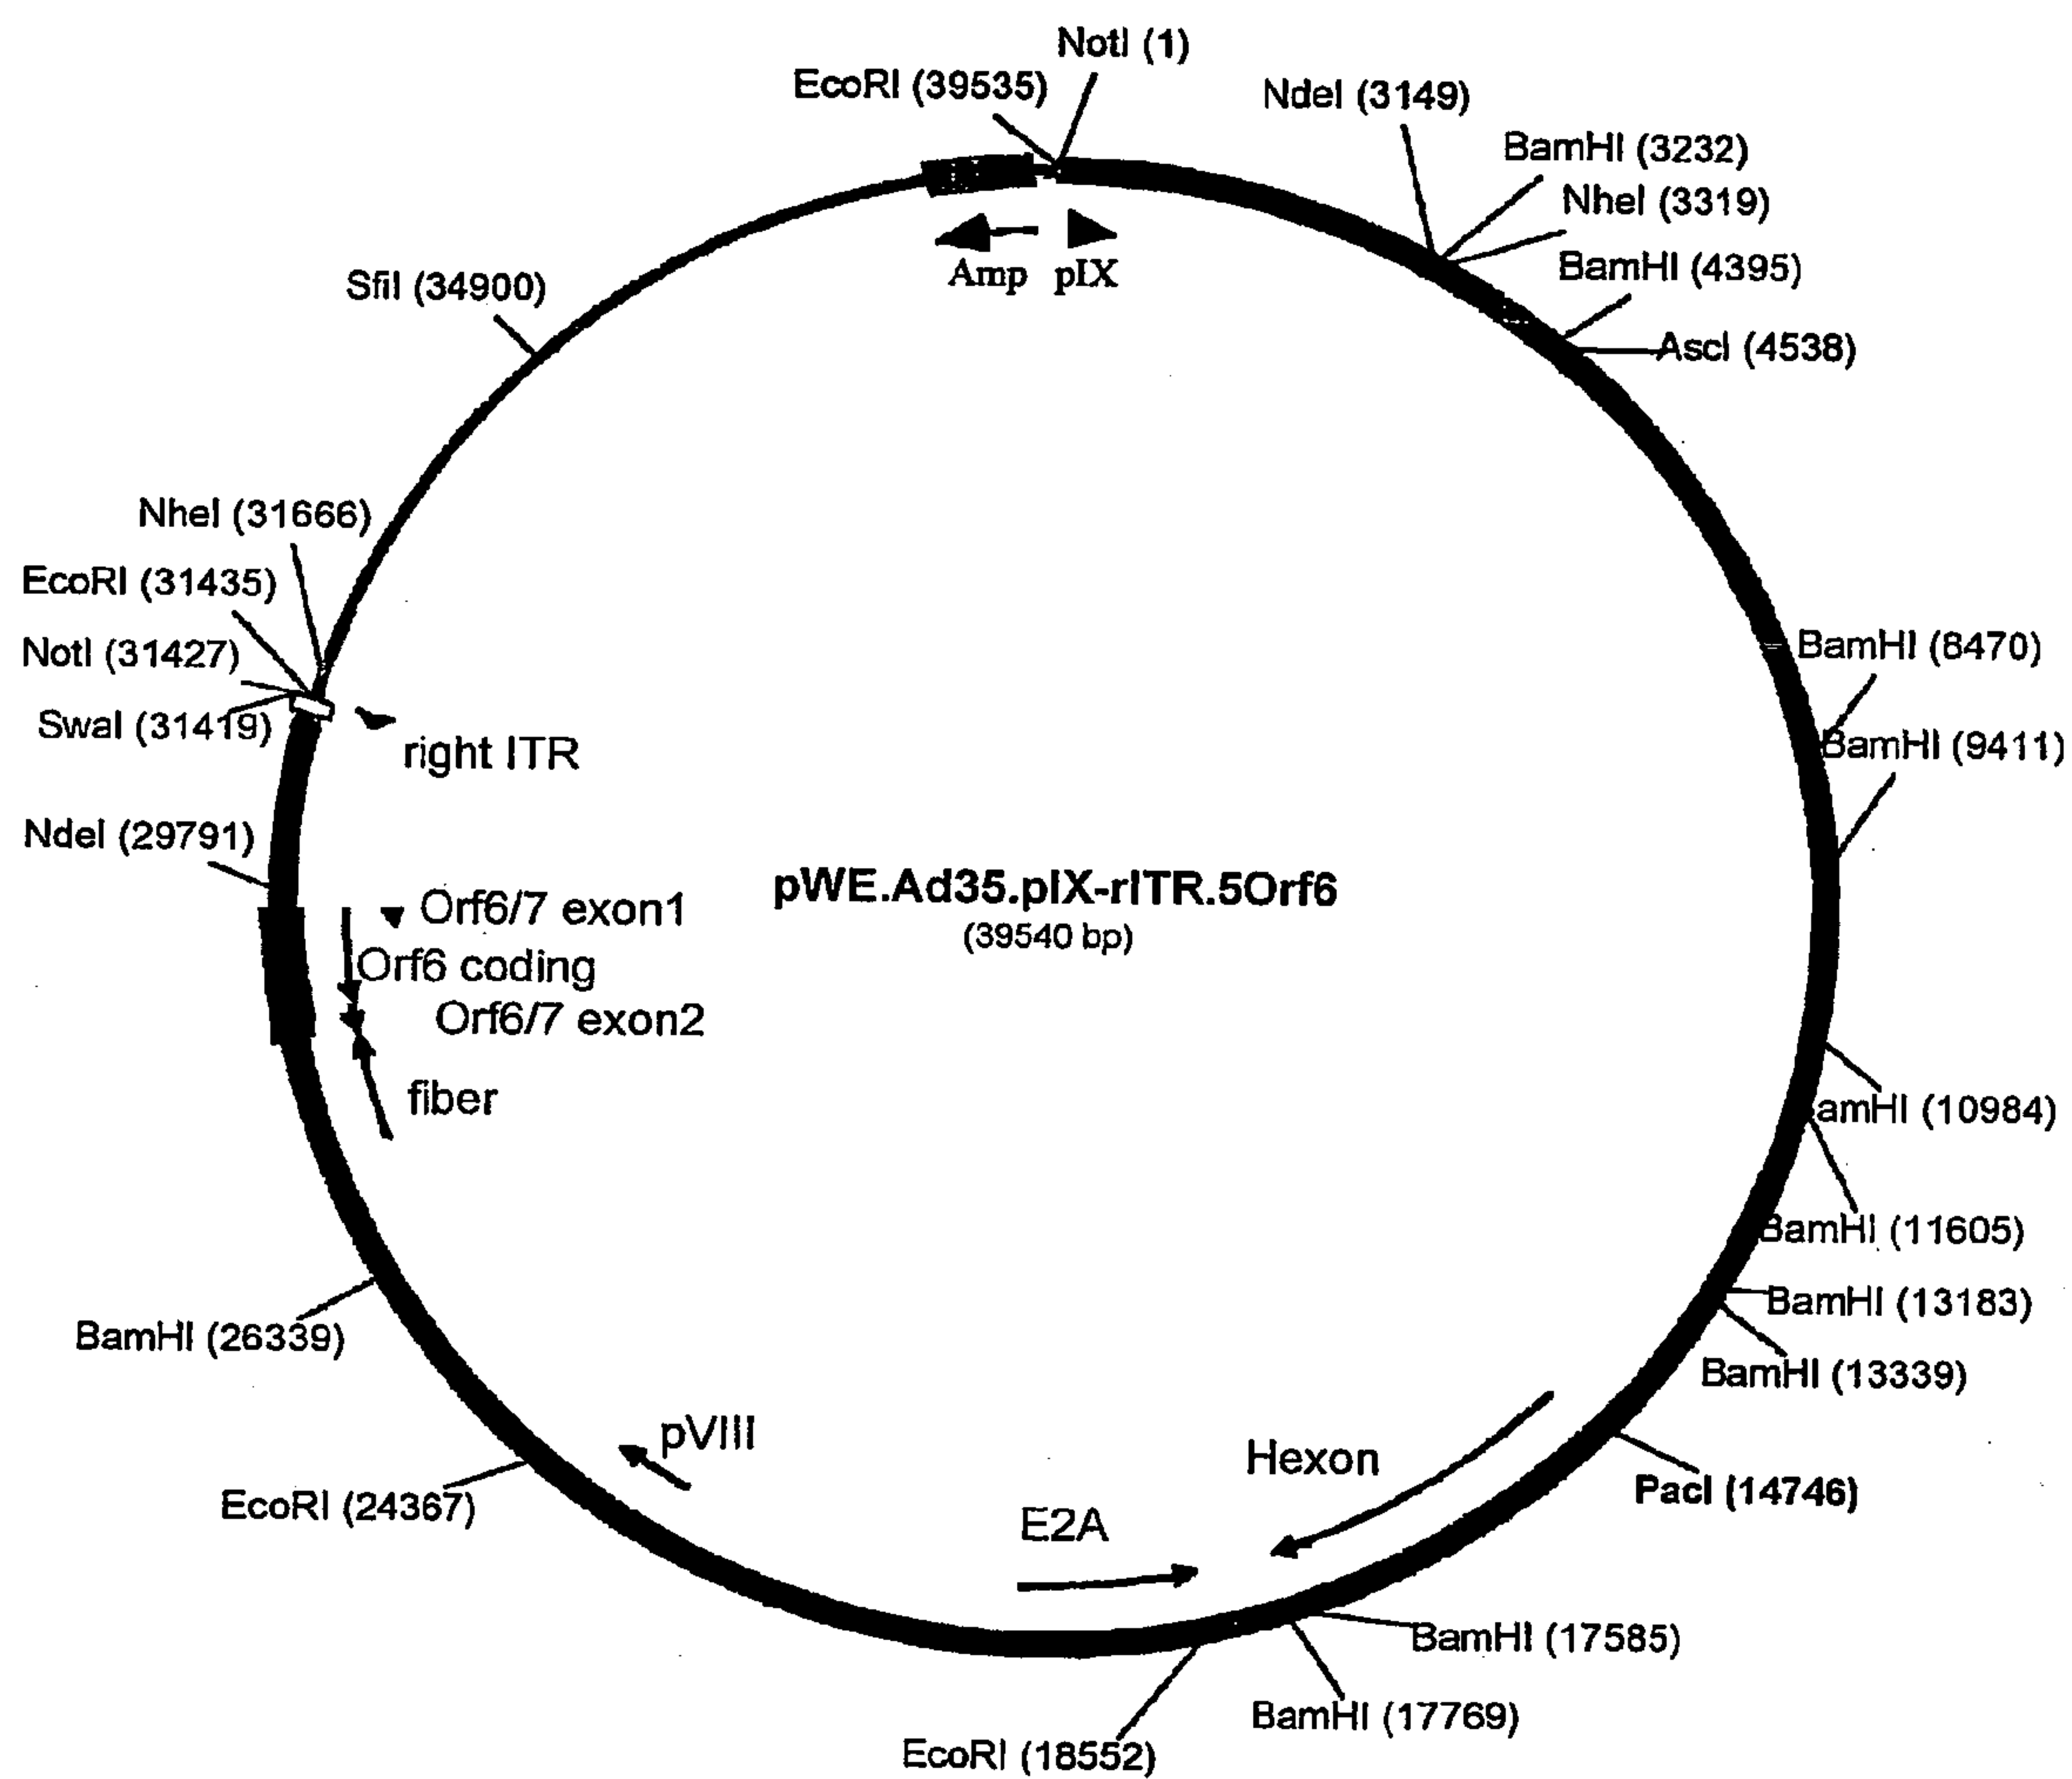 NotI (1)
EcoRI (39535)
NdeI (3149)
BamHI (3232)
NheI (3319)
BamHI (4395)
AscI (4538)
Amp
pIX
SfiI (34900)
NheI (31666)
EcoRI (31435)
NotI (31427)
SwaI (31419)
right ITR
BamHI (8470)
BamHI (9411)
NdeI (29791)
pWE.Ad35.pIX-rITR.5Orf6
(39540 bp)
Orf6/7 exon1
Orf6 coding
Orf6/7 exon2
fiber
amHI (10984)
BamHI (11605)
BamHI (13183)
BamHI (13339)
BamHI (26339)
pVIII
Hexon
PacI (14746)
EcoRI (24367)
E2A
BamHI (17585)
BamHI (17769)
EcoRI (18552)